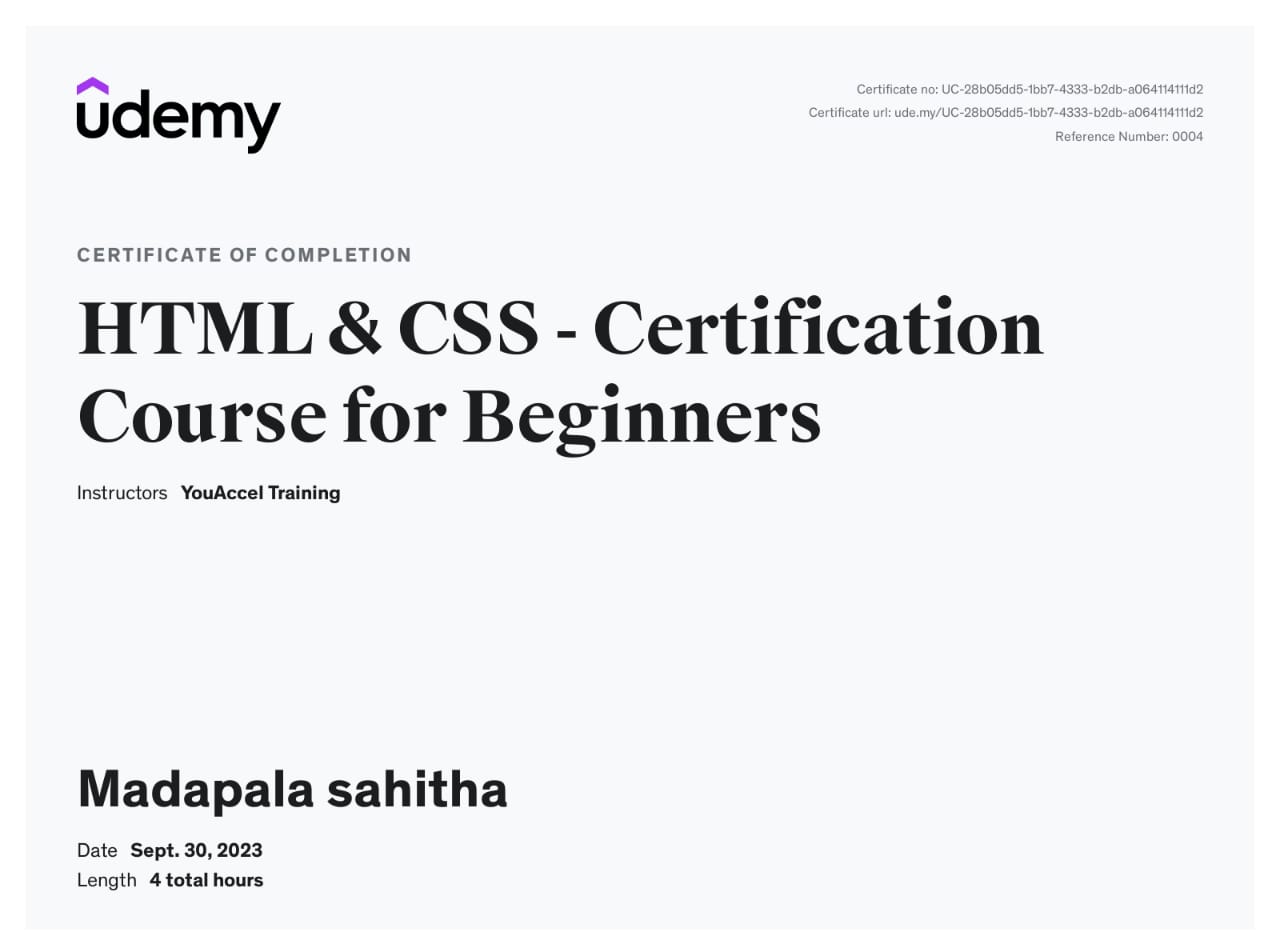 udemy
Certificate no: UC-28b05dd5-1bb7-4333-b2db-a064114111d2
Certificate url: ude.my/UC-28b05dd5-1bb7-4333-b2db-a064114111d2
Reference Number: 0004
CERTIFICATE OF COMPLETION
HTML & CSS - Certification
Course for Beginners
Instructors YouAccel Training
Madapala sahitha
Date Sept. 30, 2023
Length 4 total hours